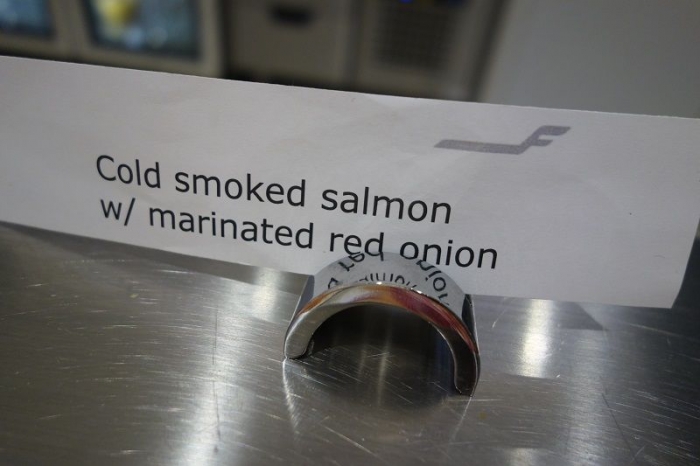 Cold smoked salmon
w/ marinated red onion